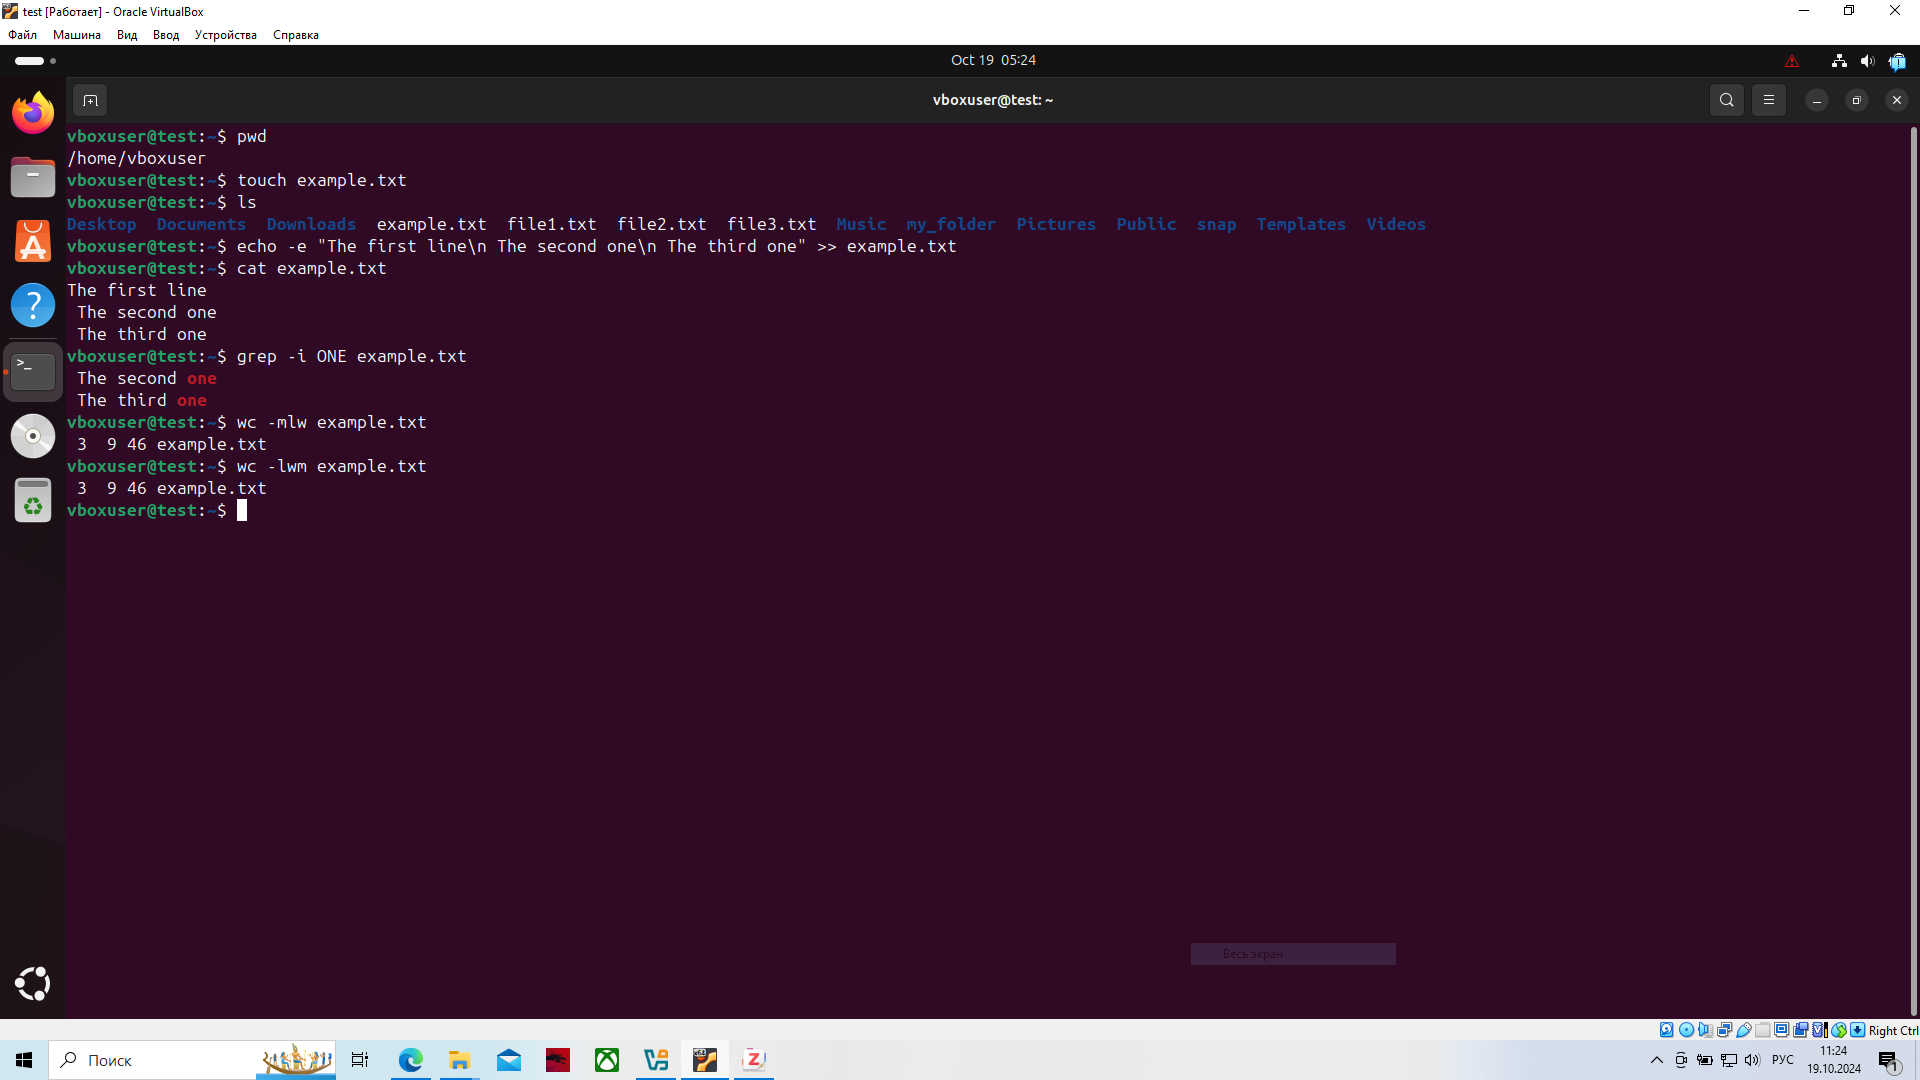 test [Работает] - Oracle VirtualBox
Файл Машина Вид Ввод Устройства Справка
Oct 19 05:24
vboxuser@test: ~
vboxuser@test:~$ pwd
/home/vboxuser
vboxuser@test:~$ touch example.txt
vboxuser@test:~$ ls
Desktop Documents Downloads example.txt file1.txt file2.txt file3.txt Music my_folder Pictures Public snap Templates Videos
vboxuser@test:~$ echo -e "The first line\n The second one\n The third one" >> example.txt
vboxuser@test:~$ cat example.txt
The first line
The second one
The third one
vboxuser@test:~$ grep -i ONE example.txt
The second one
The third one
vboxuser@test:~$ wc -mlw example.txt
3 9 46 example.txt
vboxuser@test:~$ wc -lwm example.txt
3 9 46 example.txt
vboxuser@test:~$
Весь экран
Right Ctrl
Поиск
РУС
11:24
19.10.2024
1